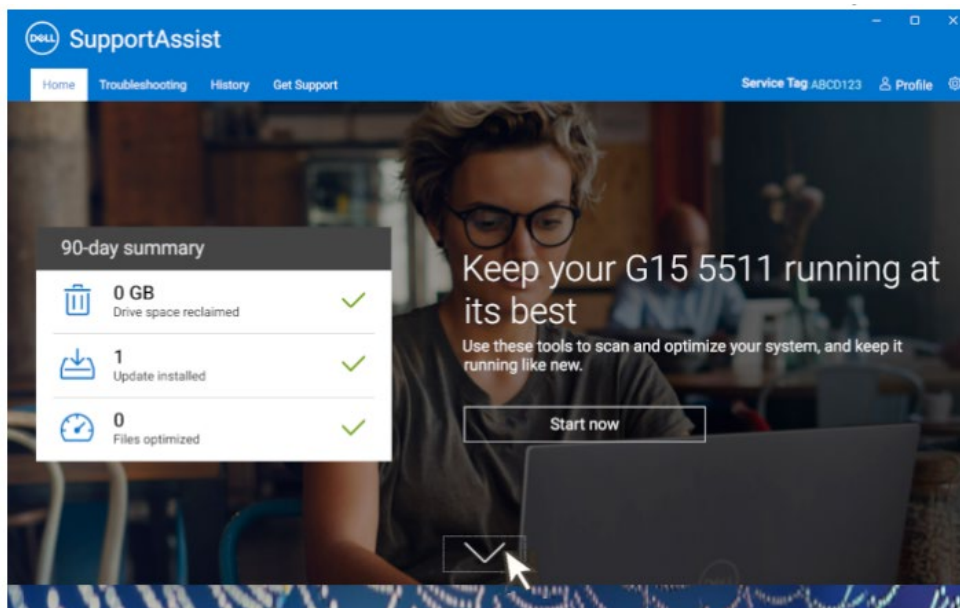 DELL SupportAssist
Home Troubleshooting History Get Support Service Tag:ABCD123 Profile
90-day summary
0 GB
Drive space reclaimed
1
Update installed
0
Files optimized
Keep your G15 5511 running at
its best
Use these tools to scan and optimize your system, and keep it
running like new.
Start now
DELL